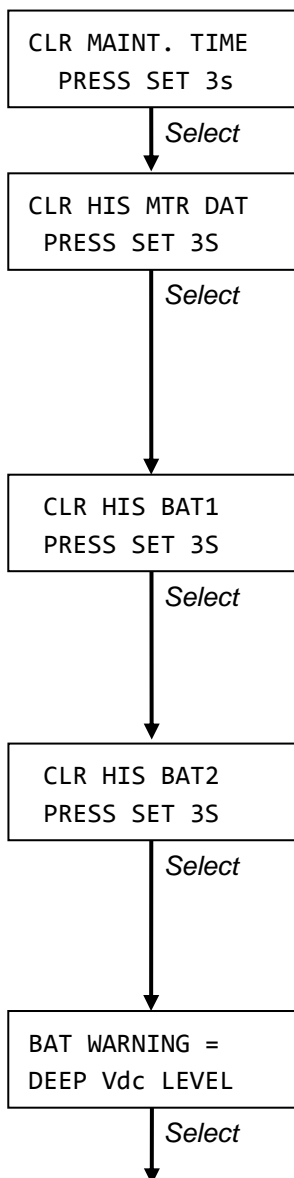 CLR MAINT. TIME
PRESS SET 3s
Select
CLR HIS MTR DAT
PRESS SET 3S
Select
CLR HIS BAT1
PRESS SET 3S
Select
CLR HIS BAT2
PRESS SET 3S
Select
BAT WARNING =
DEEP Vdc LEVEL
Select